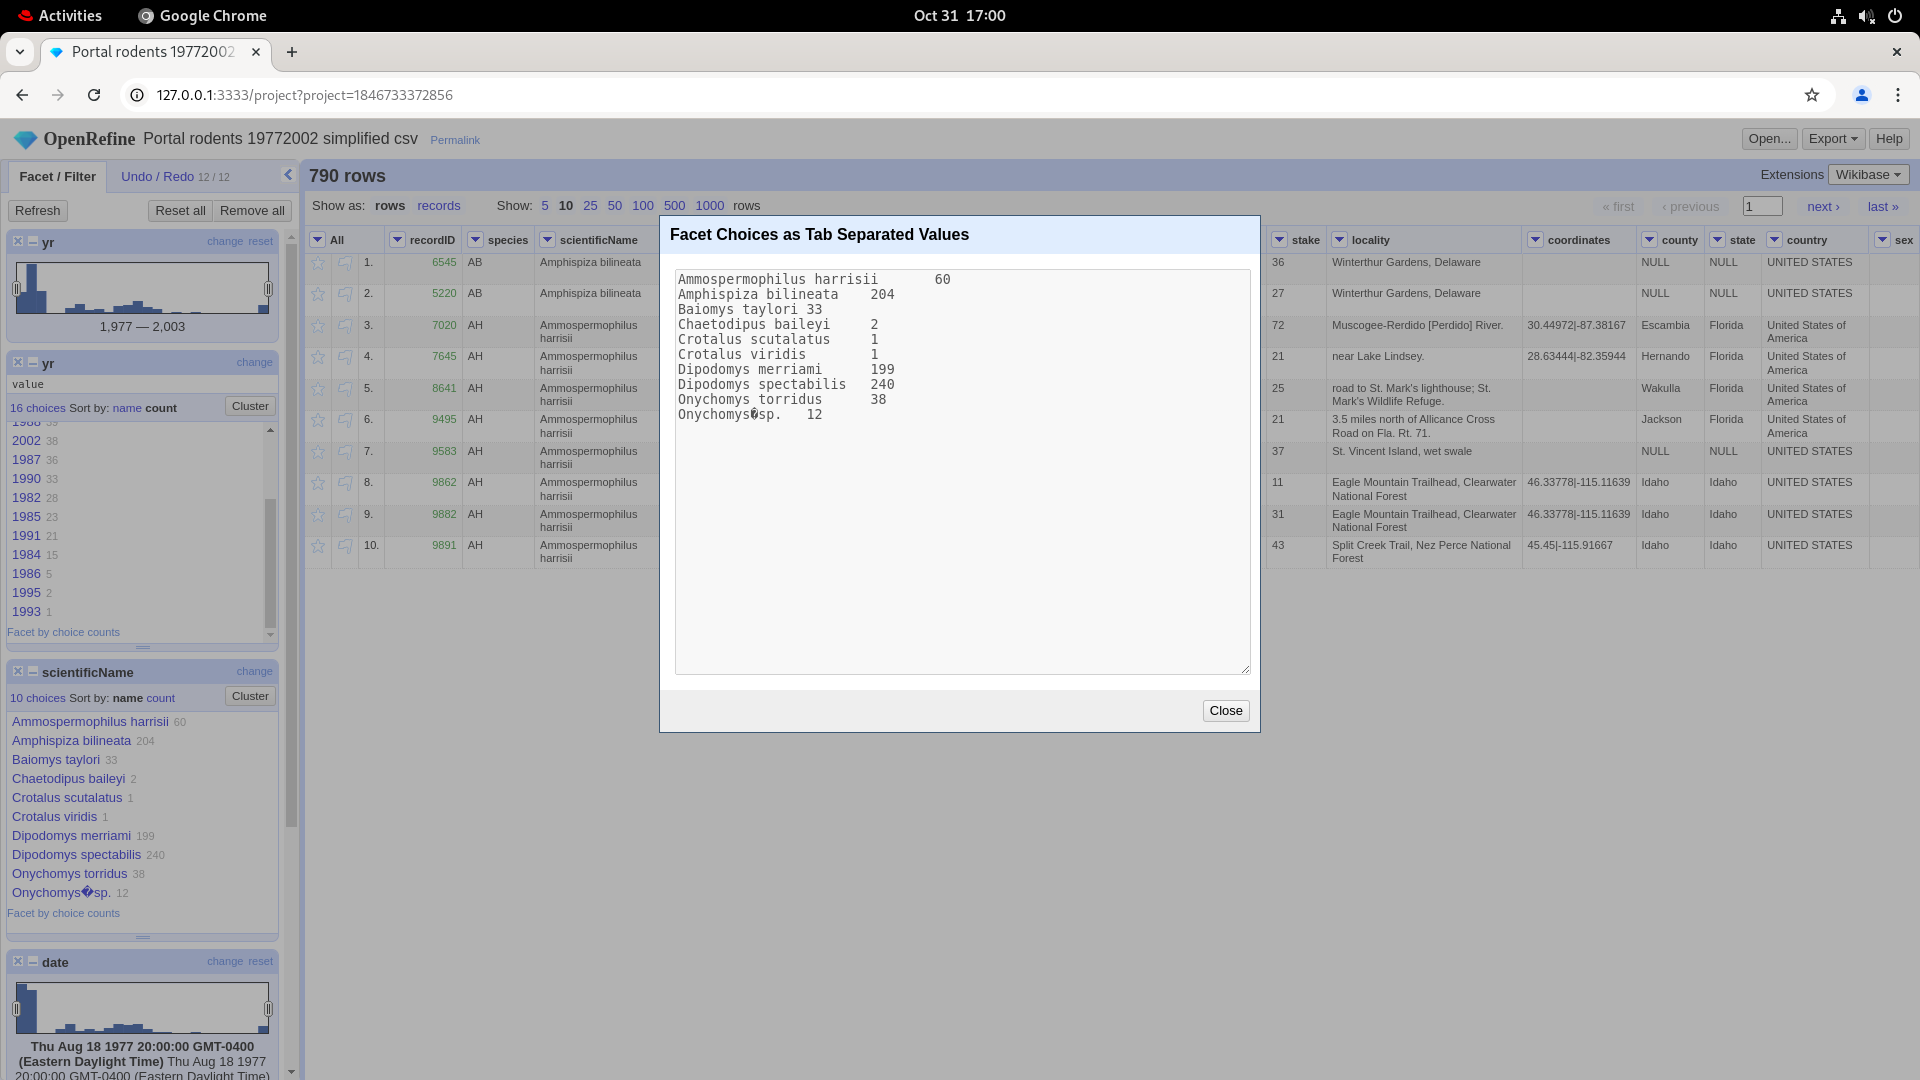 Activities
Google Chrome
Oct 31 17:00
Portal rodents 19772002
127.0.0.1:3333/project?project=1846733372856
OpenRefine
Portal rodents 19772002 simplified csv
Permalink
Open...
Export
Help
Facet / Filter
Undo / Redo 12 / 12
790 rows
Extensions
Wikibase
Refresh
Reset all
Remove all
Show as: rows records
Show: 5 10 25 50 100 500 1000 rows
« first ‹ previous 1 next › last »
All recordID species scientificName stake locality coordinates county state country sex
1. 6545 AB Amphispiza bilineata 36 Winterthur Gardens, Delaware NULL NULL UNITED STATES
2. 5220 AB Amphispiza bilineata 27 Winterthur Gardens, Delaware NULL NULL UNITED STATES
3. 7020 AH Ammospermophilus 72 Muscogee-Rerdido [Perdido] River. 30.44972|-87.38167 Escambia Florida United States of
harrisii America
4. 7645 AH Ammospermophilus 21 near Lake Lindsey. 28.63444|-82.35944 Hernando Florida United States of
harrisii America
5. 8641 AH Ammospermophilus 25 road to St. Mark's lighthouse; St. Wakulla Florida United States of
harrisii Mark's Wildlife Refuge. America
6. 9495 AH Ammospermophilus 21 3.5 miles north of Allicance Cross Jackson Florida United States of
harrisii Road on Fla. Rt. 71. America
7. 9583 AH Ammospermophilus 37 St. Vincent Island, wet swale NULL NULL UNITED STATES
harrisii
8. 9862 AH Ammospermophilus 11 Eagle Mountain Trailhead, Clearwater 46.33778|-115.11639 Idaho Idaho UNITED STATES
harrisii National Forest
9. 9882 AH Ammospermophilus 31 Eagle Mountain Trailhead, Clearwater 46.33778|-115.11639 Idaho Idaho UNITED STATES
harrisii National Forest
10. 9891 AH Ammospermophilus 43 Split Creek Trail, Nez Perce National 45.45|-115.91667 Idaho Idaho UNITED STATES
harrisii Forest
yr change reset
1,977 — 2,003
yr change
value
16 choices Sort by: name count
Cluster
1988 39
2002 38
1987 36
1990 33
1982 28
1985 23
1991 21
1984 15
1986 5
1995 2
1993 1
Facet by choice counts
scientificName change
10 choices Sort by: name count
Cluster
Ammospermophilus harrisii 60
Amphispiza bilineata 204
Baiomys taylori 33
Chaetodipus baileyi 2
Crotalus scutalatus 1
Crotalus viridis 1
Dipodomys merriami 199
Dipodomys spectabilis 240
Onychomys torridus 38
Onychomys�sp. 12
Facet by choice counts
date change reset
Thu Aug 18 1977 20:00:00 GMT-0400
(Eastern Daylight Time) Thu Aug 18 1977
20:00:00 GMT-0400 (Eastern Daylight Time)
Facet Choices as Tab Separated Values
Ammospermophilus harrisii 60
Amphispiza bilineata 204
Baiomys taylori 33
Chaetodipus baileyi 2
Crotalus scutalatus 1
Crotalus viridis 1
Dipodomys merriami 199
Dipodomys spectabilis 240
Onychomys torridus 38
Onychomys�sp. 12
Close